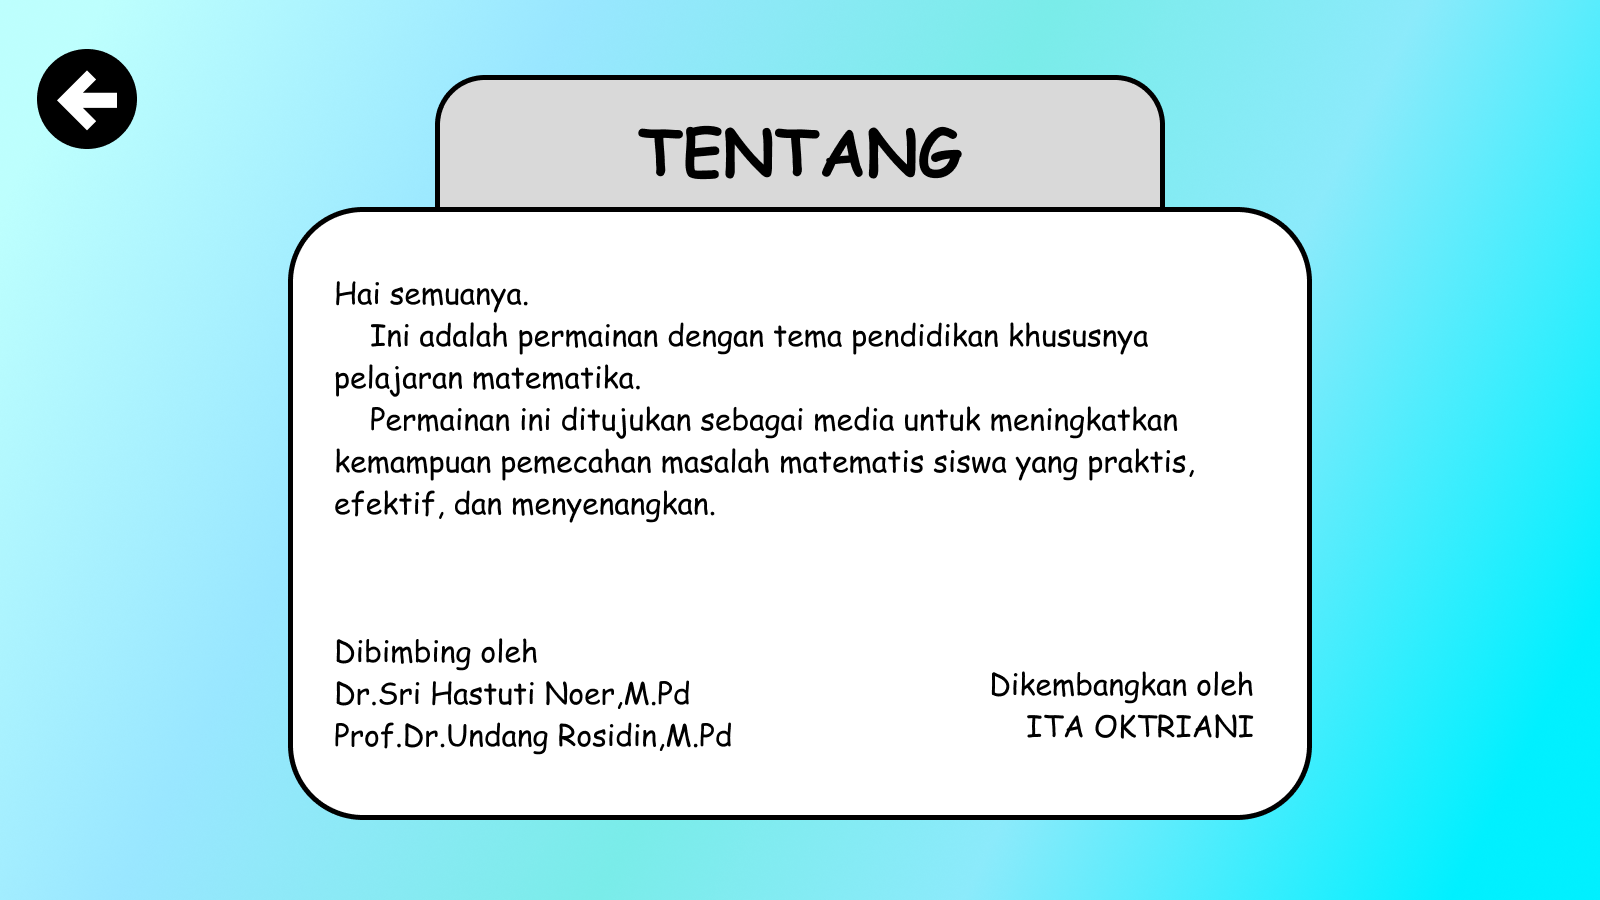 TENTANG
Hai semuanya.
Ini adalah permainan dengan tema pendidikan khususnya
pelajaran matematika.
Permainan ini ditujukan sebagai media untuk meningkatkan
kemampuan pemecahan masalah matematis siswa yang praktis,
efektif, dan menyenangkan.
Dibimbing oleh
Dr.Sri Hastuti Noer,M.Pd
Prof.Dr.Undang Rosidin,M.Pd
Dikembangkan oleh
ITA OKTRIANI